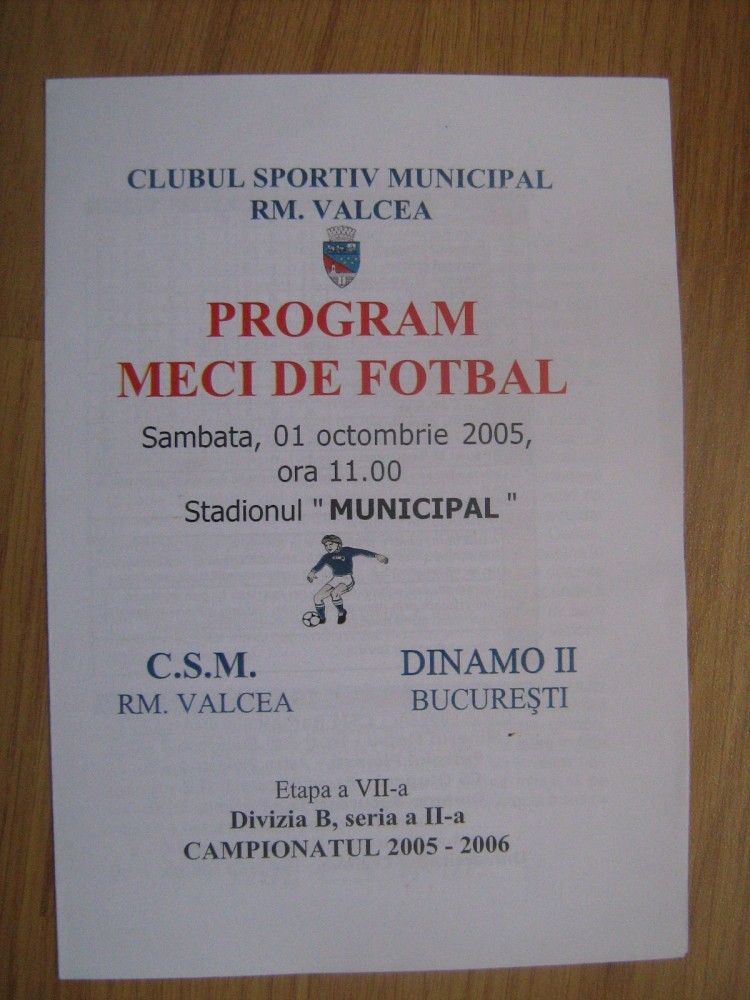 CLUBUL SPORTIV MUNICIPAL
RM. VALCEA
PROGRAM
MECI DE FOTBAL
Sambata, 01 octombrie 2005,
ora 11.00
Stadionul "MUNICIPAL"
C.S.M. DINAMO II
RM. VALCEA BUCUREŞTI
Etapa a VII-a
Divizia B, seria a II-a
CAMPIONATUL 2005 - 2006